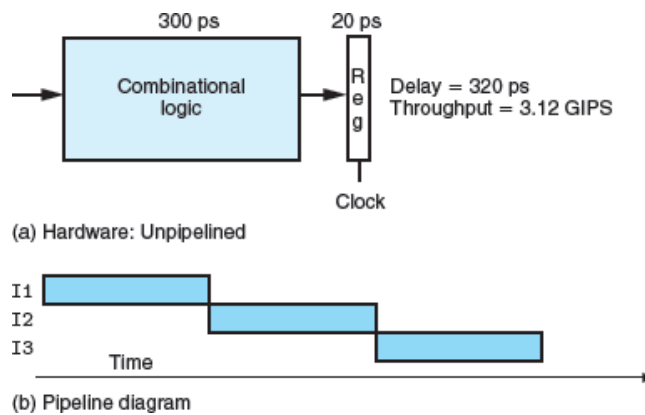 300 ps
20 ps
Combinational
logic
Reg
Delay = 320 ps
Throughput = 3.12 GIPS
Clock
(a) Hardware: Unpipelined
I1
I2
I3
Time
(b) Pipeline diagram